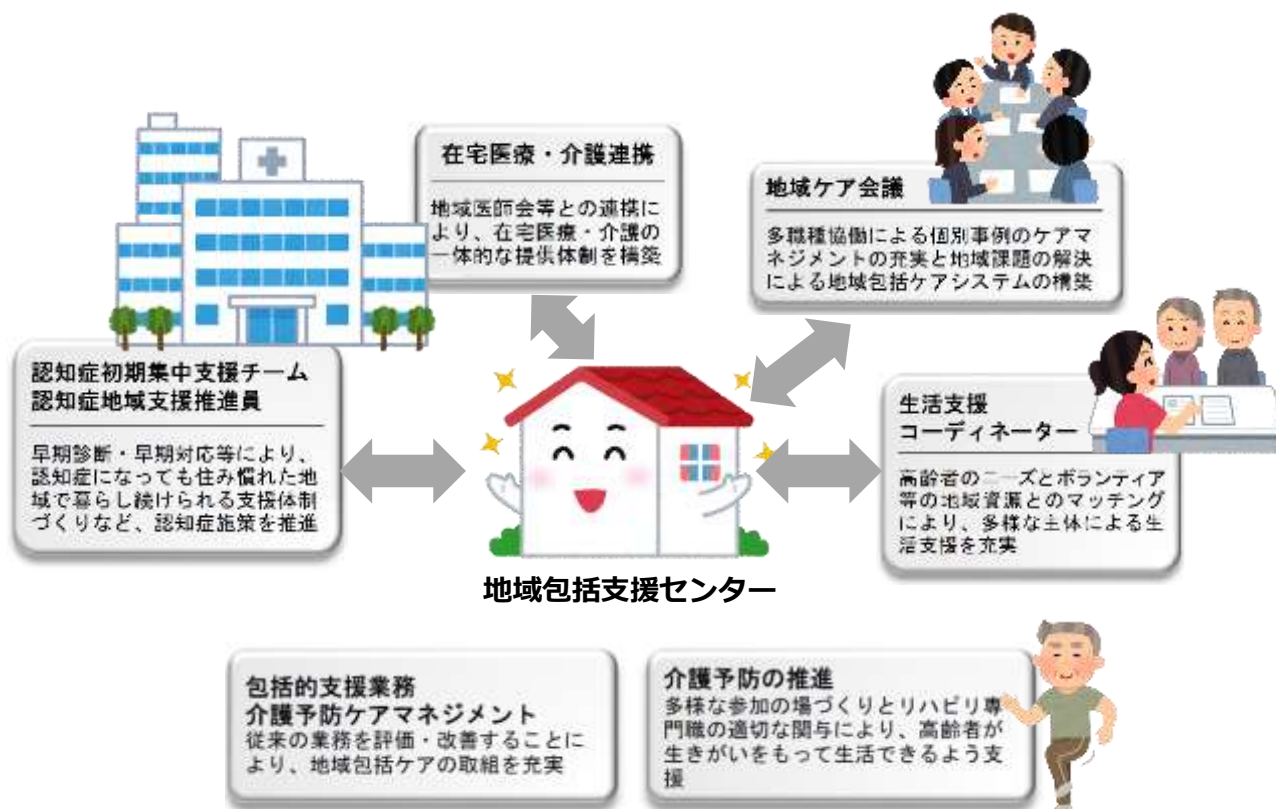 在宅医療・介護連携
地域医師会等との連携に
より、在宅医療・介護の
一体的な提供体制を構築
地域ケア会議
多職種協働による個別事例のケアマ
ネジメントの充実と地域課題の解決
による地域包括ケアシステムの構築
認知症初期集中支援チーム
認知症地域支援推進員
早期診断・早期対応等により、
認知症になっても住み慣れた地
域で暮らし続けられる支援体制
づくりなど、認知症施策を推進
生活支援
コーディネーター
高齢者のニーズとボランティア
等の地域資源とのマッチング
により、多様な主体による生
活支援を充実
地域包括支援センター
包括的支援業務
介護予防ケアマネジメント
従来の業務を評価・改善することに
より、地域包括ケアの取組を充実
介護予防の推進
多様な参加の場づくりとリハビリ専
門職の適切な関与により、高齢者が
生きがいをもって生活できるよう支
援